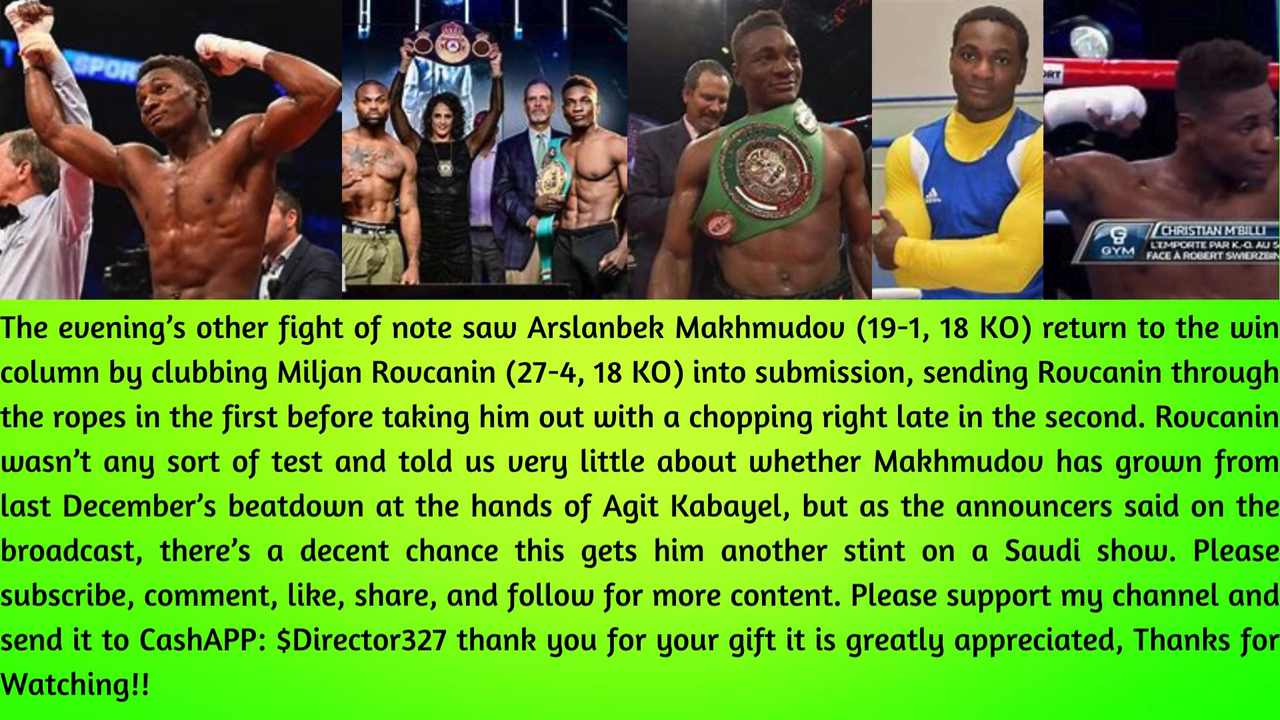 T SPOR
ORT
CHRISTIAN M'BILLI
L'EMPORTE PAR K.-O. AU 5
GYM
FACE À ROBERT SWIERZBIN
adidas
The evening's other fight of note saw Arslanbek Makhmudov (19-1, 18 KO) return to the win
column by clubbing Miljan Rovcanin (27-4, 18 KO) into submission, sending Rovcanin through
the ropes in the first before taking him out with a chopping right late in the second. Rovcanin
wasn't any sort of test and told us very little about whether Makhmudov has grown from
last December's beatdown at the hands of Agit Kabayel, but as the announcers said on the
broadcast, there's a decent chance this gets him another stint on a Saudi show. Please
subscribe, comment, like, share, and follow for more content. Please support my channel and
send it to CashAPP: $Director327 thank you for your gift it is greatly appreciated, Thanks for
Watching!!